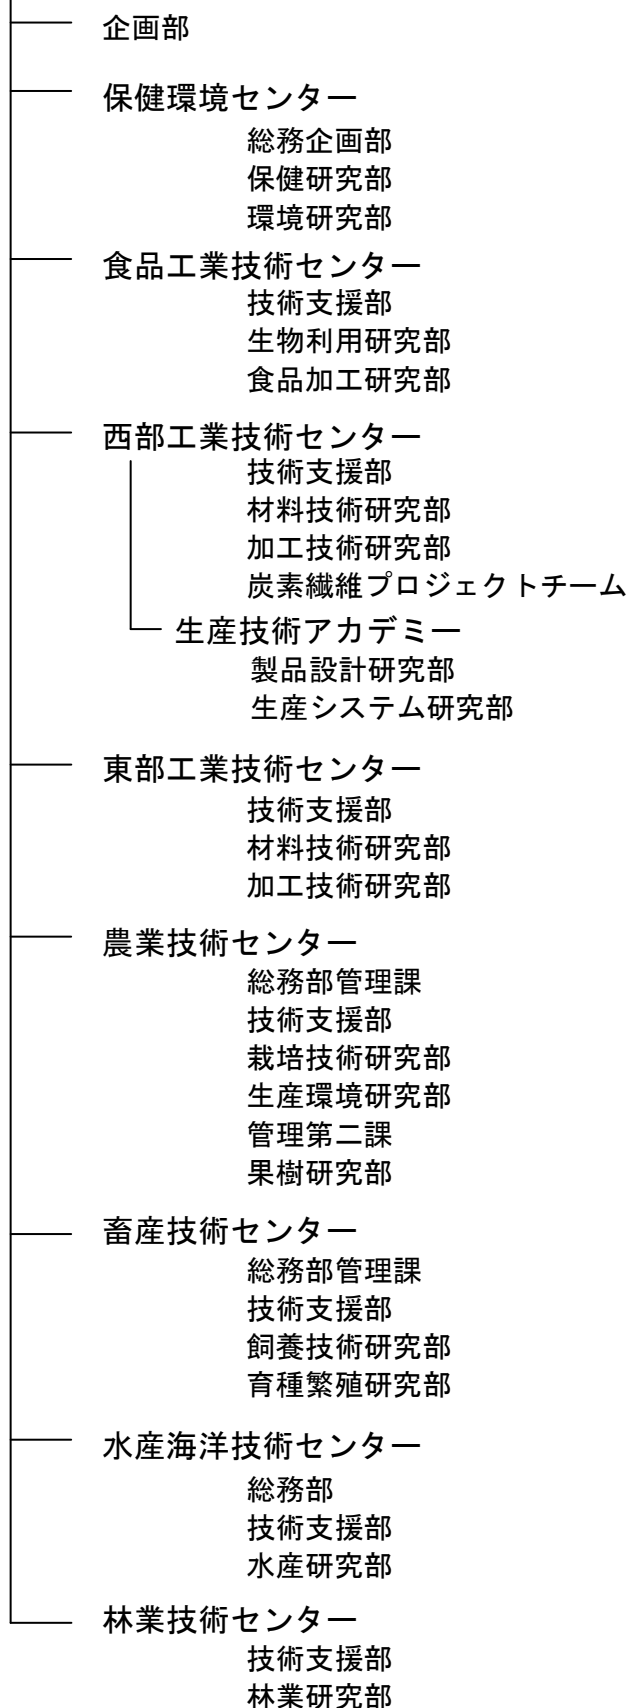 企画部
保健環境センター
総務企画部
保健研究部
環境研究部
食品工業技術センター
技術支援部
生物利用研究部
食品加工研究部
西部工業技術センター
技術支援部
材料技術研究部
加工技術研究部
炭素繊維プロジェクトチーム
生産技術アカデミー
製品設計研究部
生産システム研究部
東部工業技術センター
技術支援部
材料技術研究部
加工技術研究部
農業技術センター
総務部管理課
技術支援部
栽培技術研究部
生産環境研究部
管理第二課
果樹研究部
畜産技術センター
総務部管理課
技術支援部
飼養技術研究部
育種繁殖研究部
水産海洋技術センター
総務部
技術支援部
水産研究部
林業技術センター
技術支援部
林業研究部